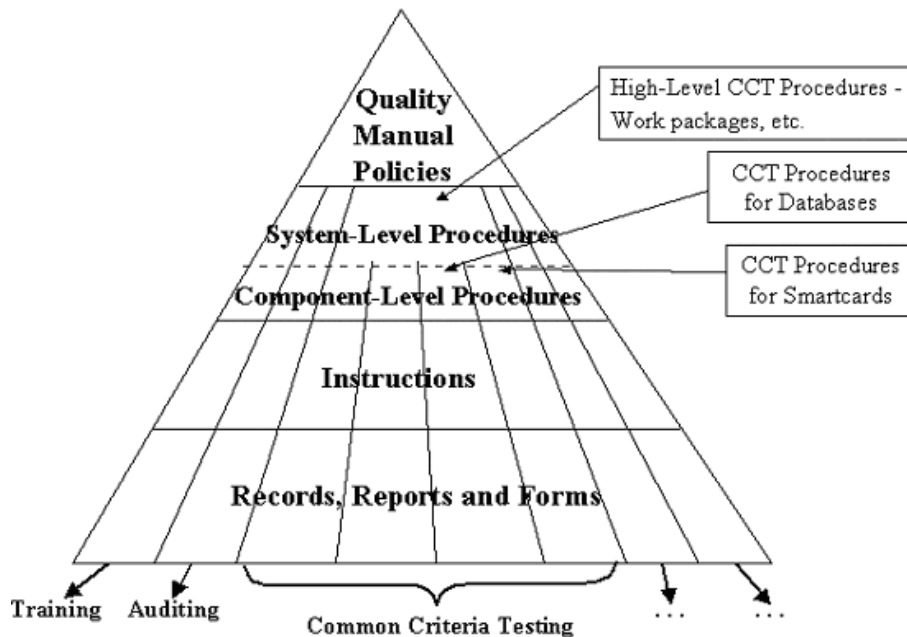 Quality
Manual
Policies
High-Level CCT Procedures -
Work packages, etc.
CCT Procedures
for Databases
System-Level Procedures
CCT Procedures
for Smartcards
Component-Level Procedures
Instructions
Records, Reports and Forms
Training
Auditing
Common Criteria Testing
. . .
. . .